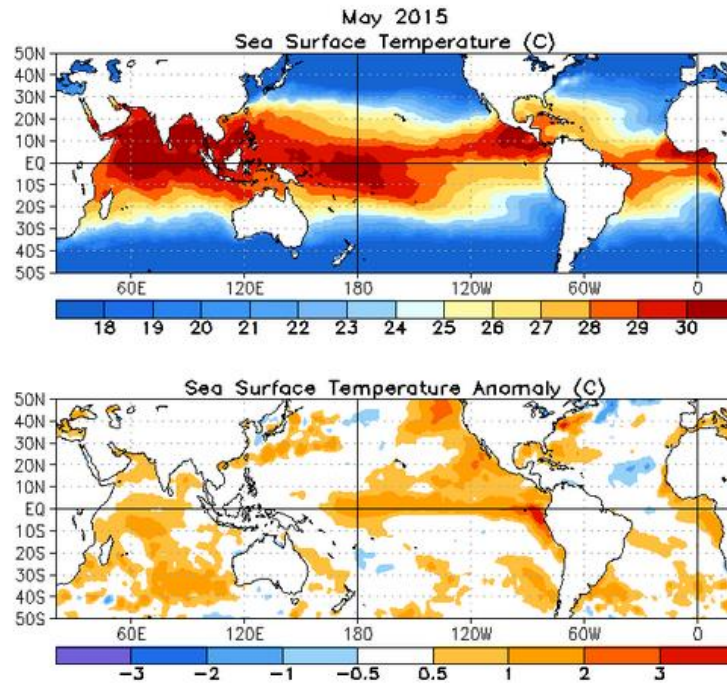 May 2015
Sea Surface Temperature (C)
50N
40N
30N
20N
10N
EQ
10S
20S
30S
40S
50S
60E 120E 180 120W 60W 0
18 19 20 21 22 23 24 25 26 27 28 29 30
Sea Surface Temperature Anomaly (C)
50N
40N
30N
20N
10N
EQ
10S
20S
30S
40S
50S
60E 120E 180 120W 60W 0
-3 -2 -1 -0.5 0.5 1 2 3